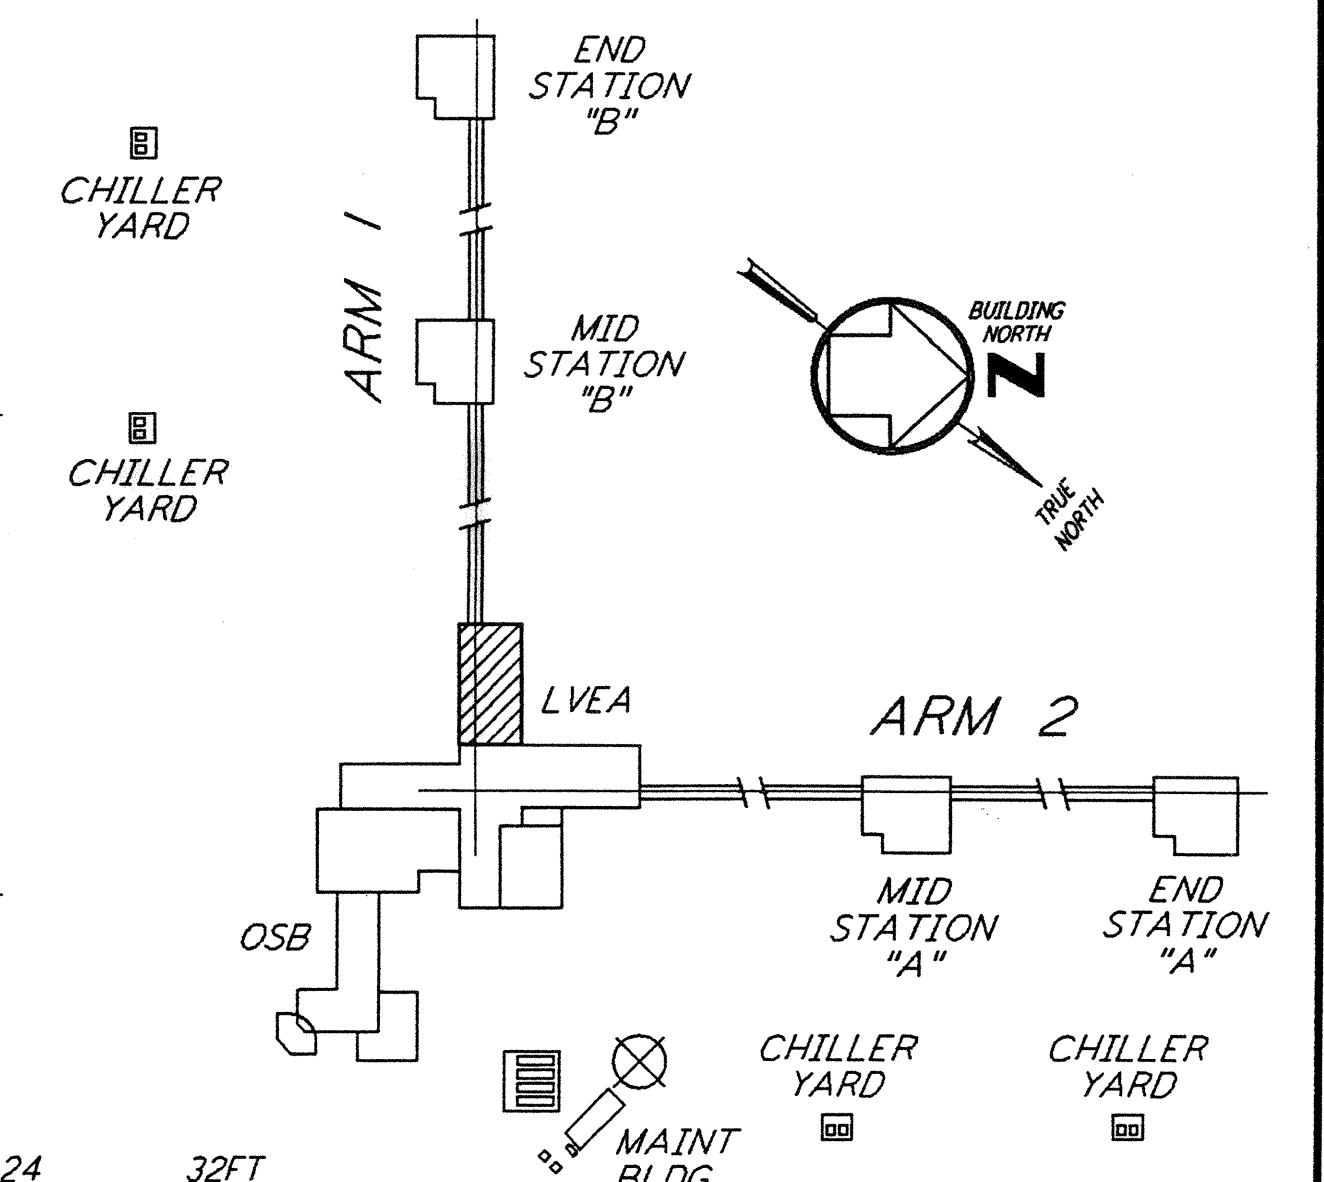 END
STATION
"B"
CHILLER
YARD
ARM 1
BUILDING
NORTH
N
MID
STATION
"B"
CHILLER
YARD
TRUE
NORTH
LVEA
ARM 2
MID
STATION
"A"
END
STATION
"A"
OSB
CHILLER
YARD
CHILLER
YARD
MAINT
BLDG
24
32FT